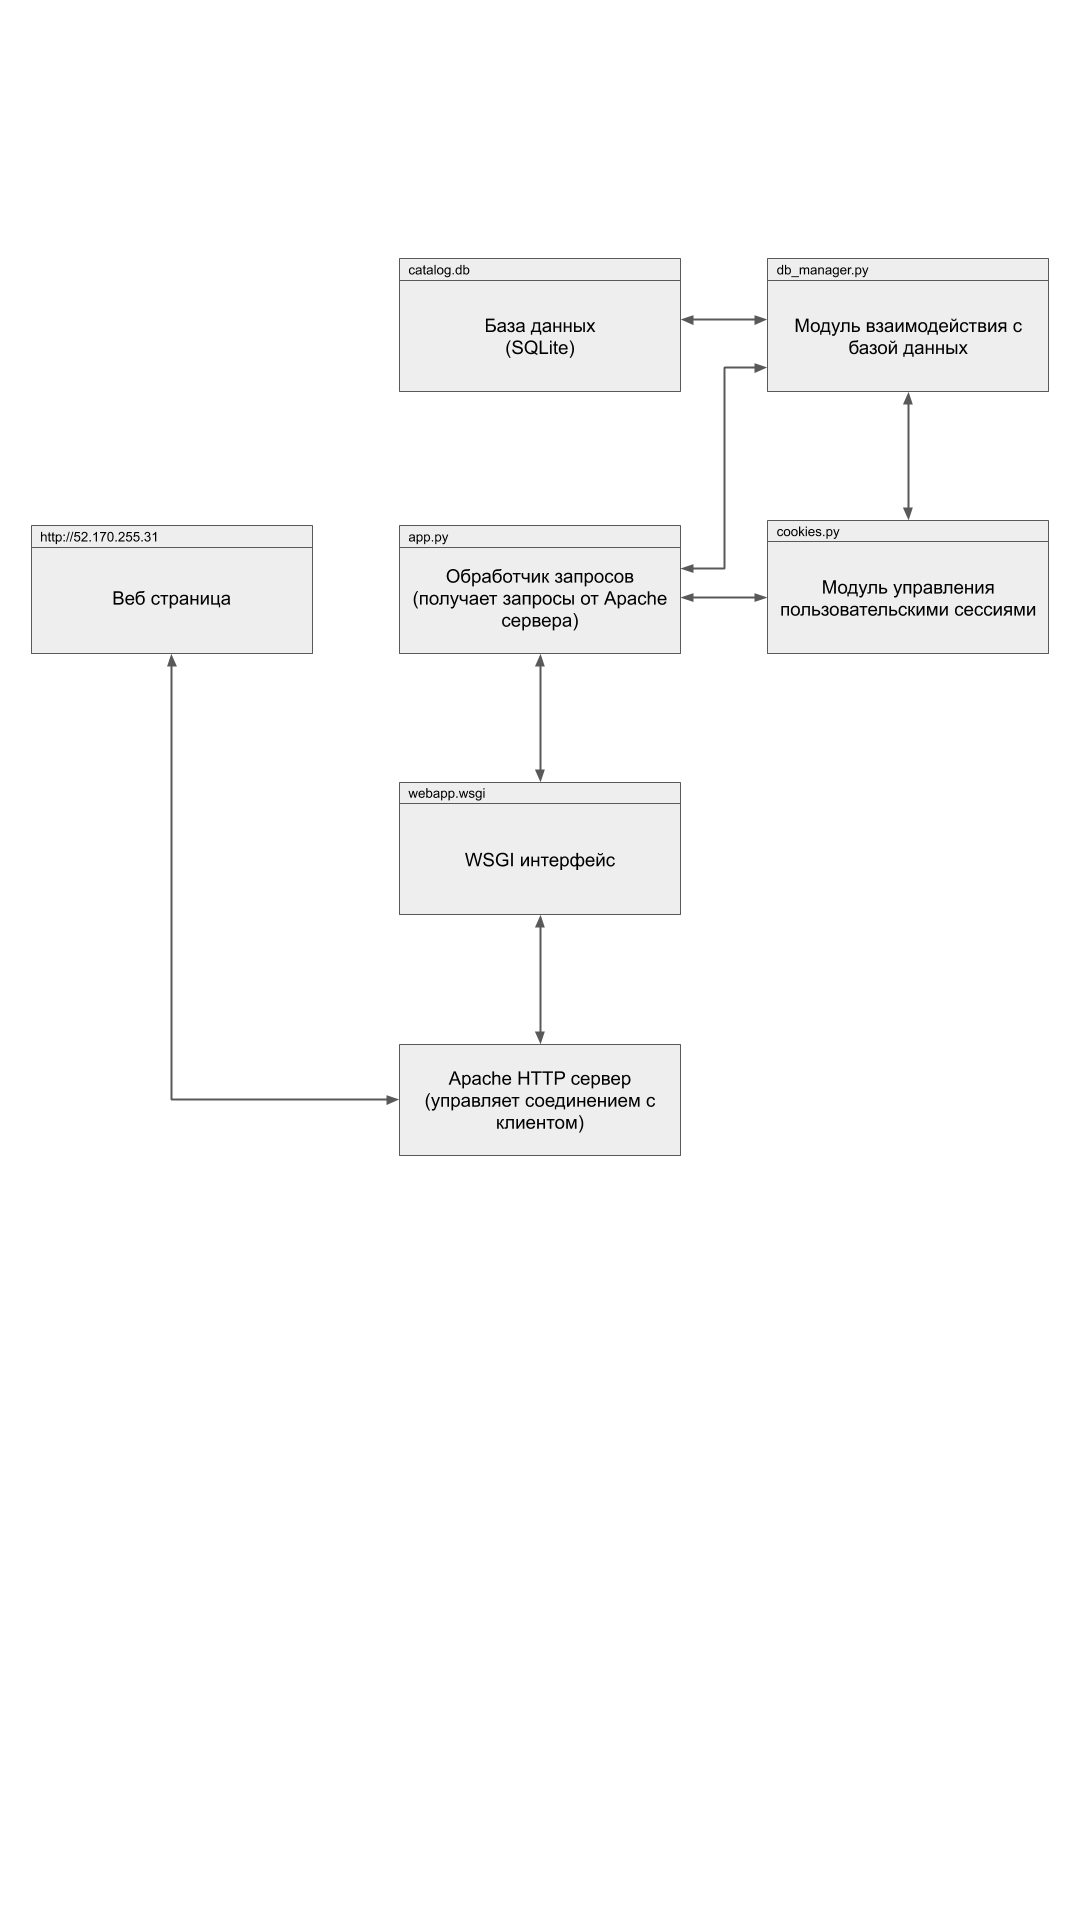 catalog.db
База данных
(SQLite)
db_manager.py
Модуль взаимодействия с
базой данных
http://52.170.255.31
Веб страница
app.py
Обработчик запросов
(получает запросы от Apache
сервера)
cookies.py
Модуль управления
пользовательскими сессиями
webapp.wsgi
WSGI интерфейс
Apache HTTP сервер
(управляет соединением с
клиентом)